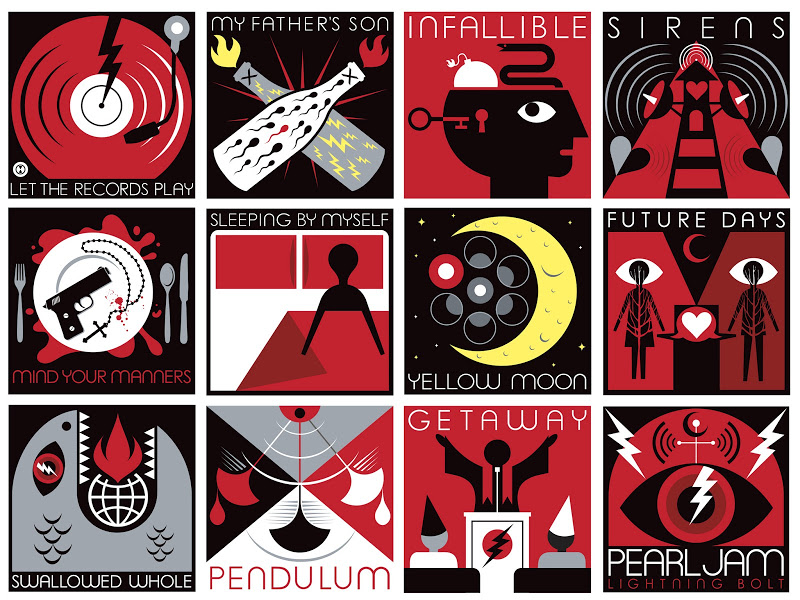 LET THE RECORDS PLAY
MY FATHER'S SON
INFALLIBLE
SIRENS
MIND YOUR MANNERS
SLEEPING BY MYSELF
YELLOW MOON
FUTURE DAYS
SWALLOWED WHOLE
PENDULUM
GETAWAY
PEARL JAM
LIGHTNING BOLT